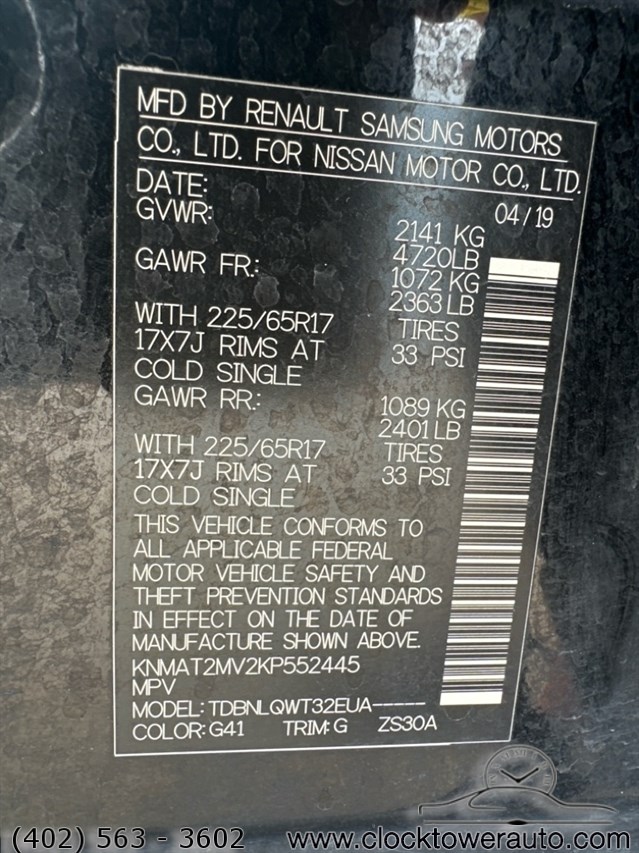 MFD BY RENAULT SAMSUNG MOTORS
CO., LTD. FOR NISSAN MOTOR CO., LTD.
DATE: 04/19
GVWR: 2141 KG
4720LB
GAWR FR.: 1072 KG
2363LB
WITH 225/65R17 TIRES
17X7J RIMS AT 33 PSI
COLD SINGLE
GAWR RR.: 1089 KG
2401LB
WITH 225/65R17 TIRES
17X7J RIMS AT 33 PSI
COLD SINGLE
THIS VEHICLE CONFORMS TO
ALL APPLICABLE FEDERAL
MOTOR VEHICLE SAFETY AND
THEFT PREVENTION STANDARDS
IN EFFECT ON THE DATE OF
MANUFACTURE SHOWN ABOVE.
KNMAT2MV2KP552445
MPV
MODEL: TDBNLQWT32EUA-----
COLOR: G41 TRIM: G ZS30A
(402) 563 - 3602 www.clocktowerauto.com